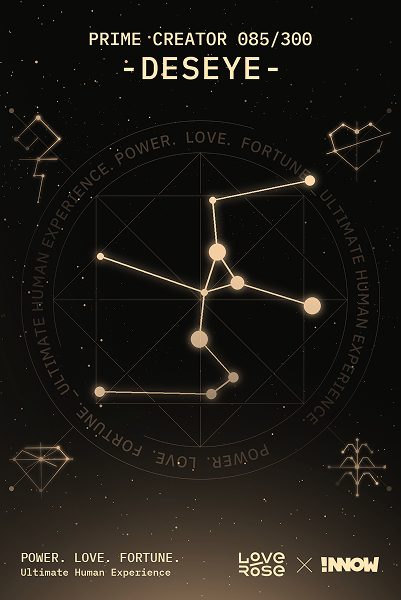 PRIME CREATOR 085/300
-DESEYE-
POWER. LOVE. FORTUNE. ULTIMATE HUMAN EXPERIENCE.
POWER. LOVE. FORTUNE. ULTIMATE HUMAN EXPERIENCE.
POWER. LOVE. FORTUNE.
Ultimate Human Experience
LOVE
ROSE
×
!NNOW